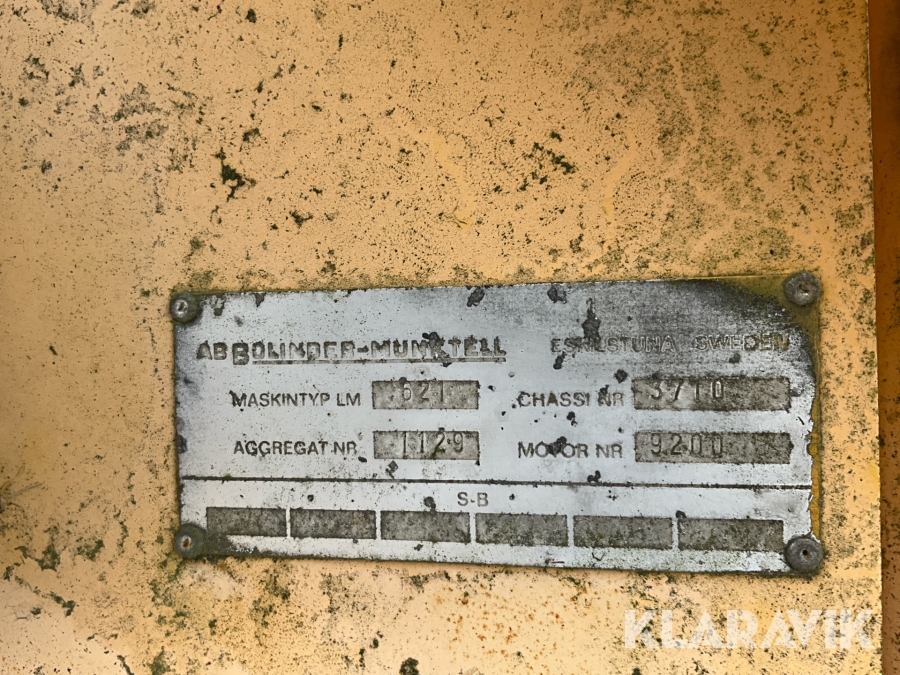 AB BOLINDER-MUNKTELL ESKILSTUNA SWEDEN
MASKINTYP LM 621 CHASSI NR 3710
AGGREGAT NR 1129 MOTOR NR 9200
S-B
KLARAVIK